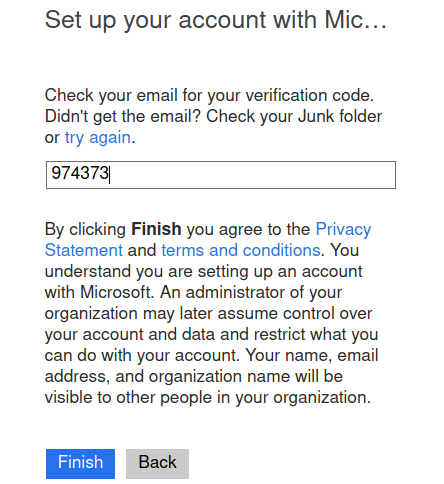 Set up your account with Mic...
Check your email for your verification code.
Didn't get the email? Check your Junk folder
or try again.
974373
By clicking Finish you agree to the Privacy
Statement and terms and conditions. You
understand you are setting up an account
with Microsoft. An administrator of your
organization may later assume control over
your account and data and restrict what you
can do with your account. Your name, email
address, and organization name will be
visible to other people in your organization.
Finish
Back